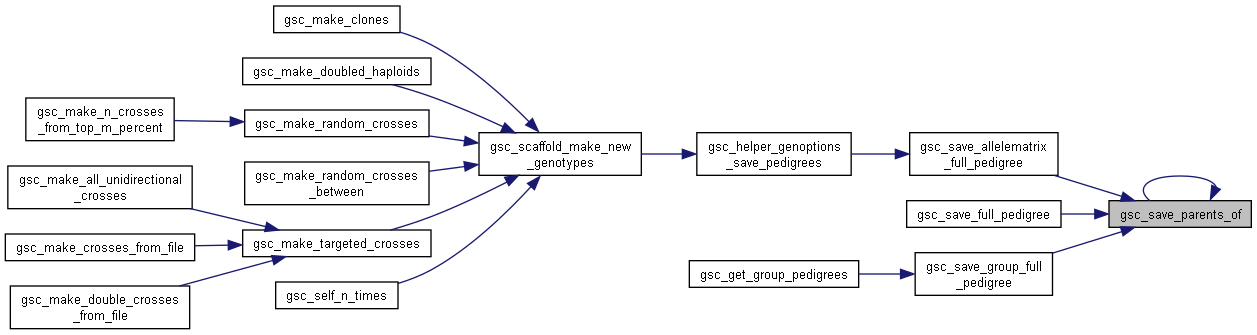 gsc_make_clones
gsc_make_doubled_haploids
gsc_make_n_crosses
_from_top_m_percent
gsc_make_random_crosses
gsc_scaffold_make_new
_genotypes
gsc_helper_genoptions
_save_pedigrees
gsc_save_allelematrix
_full_pedigree
gsc_make_all_unidirectional
_crosses
gsc_make_random_crosses
_between
gsc_save_full_pedigree
gsc_save_parents_of
gsc_make_crosses_from_file
gsc_make_targeted_crosses
gsc_get_group_pedigrees
gsc_save_group_full
_pedigree
gsc_make_double_crosses
_from_file
gsc_self_n_times